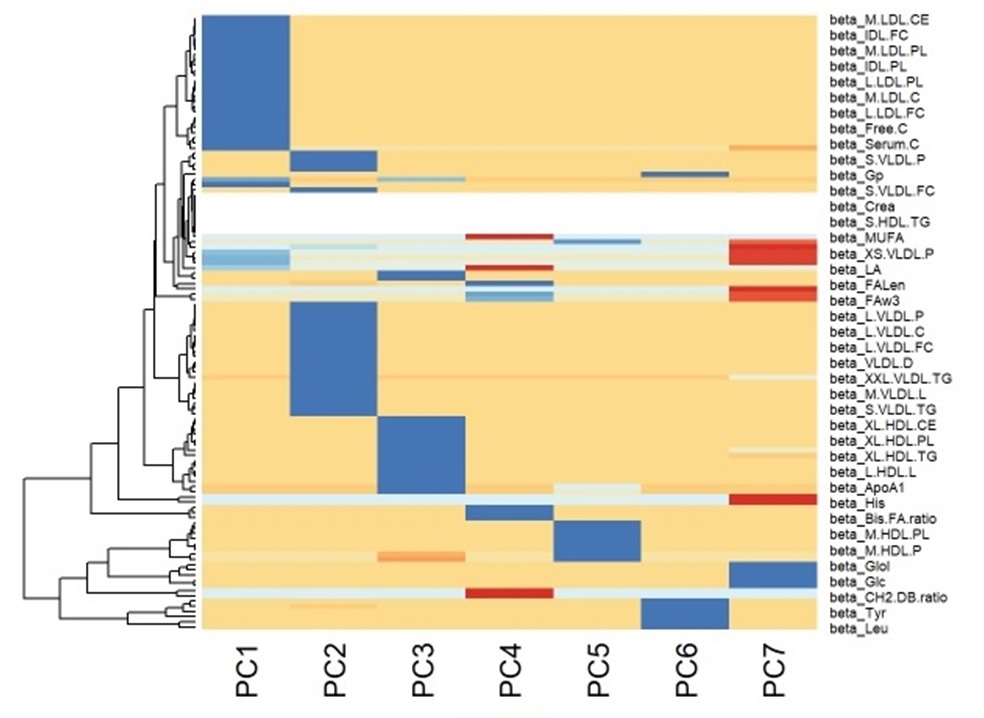 beta_M.LDL.CE
beta_IDL.FC
beta_M.LDL.PL
beta_IDL.PL
beta_L.LDL.PL
beta_M.LDL.C
beta_L.LDL.FC
beta_Free.C
beta_Serum.C
beta_S.VLDL.P
beta_Gp
beta_S.VLDL.FC
beta_Crea
beta_S.HDL.TG
beta_MUFA
beta_XS.VLDL.P
beta_LA
beta_FALen
beta_FAw3
beta_L.VLDL.P
beta_L.VLDL.C
beta_L.VLDL.FC
beta_VLDL.D
beta_XXL.VLDL.TG
beta_M.VLDL.L
beta_S.VLDL.TG
beta_XL.HDL.CE
beta_XL.HDL.PL
beta_XL.HDL.TG
beta_L.HDL.L
beta_ApoA1
beta_His
beta_Bis.FA.ratio
beta_M.HDL.PL
beta_M.HDL.P
beta_Glol
beta_Glc
beta_CH2.DB.ratio
beta_Tyr
beta_Leu
PC1 PC2 PC3 PC4 PC5 PC6 PC7